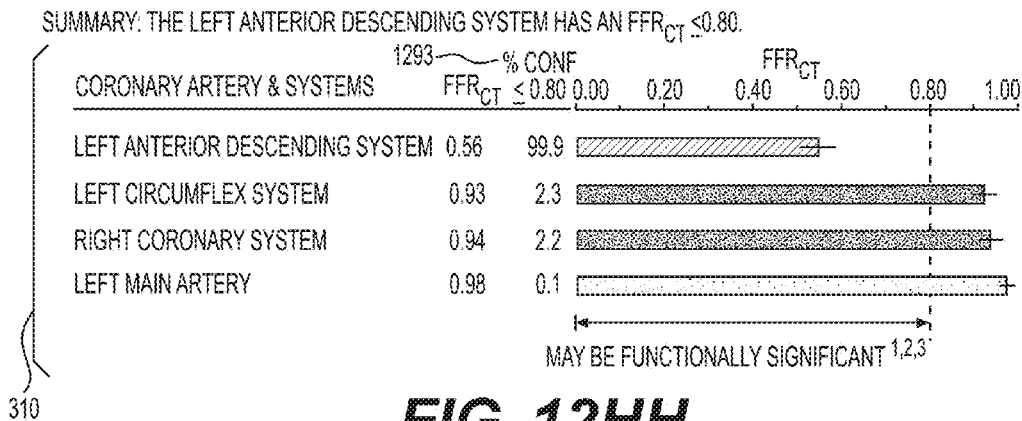 SUMMARY: THE LEFT ANTERIOR DESCENDING SYSTEM HAS AN FFRCT ≤0.80.
1293 % CONF FFRCT
CORONARY ARTERY & SYSTEMS FFRCT ≤ 0.80 0.00 0.20 0.40 0.60 0.80 1.00
LEFT ANTERIOR DESCENDING SYSTEM 0.56 99.9
LEFT CIRCUMFLEX SYSTEM 0.93 2.3
RIGHT CORONARY SYSTEM 0.94 2.2
LEFT MAIN ARTERY 0.98 0.1
MAY BE FUNCTIONALLY SIGNIFICANT 1,2,3
310
FIG. 12HH